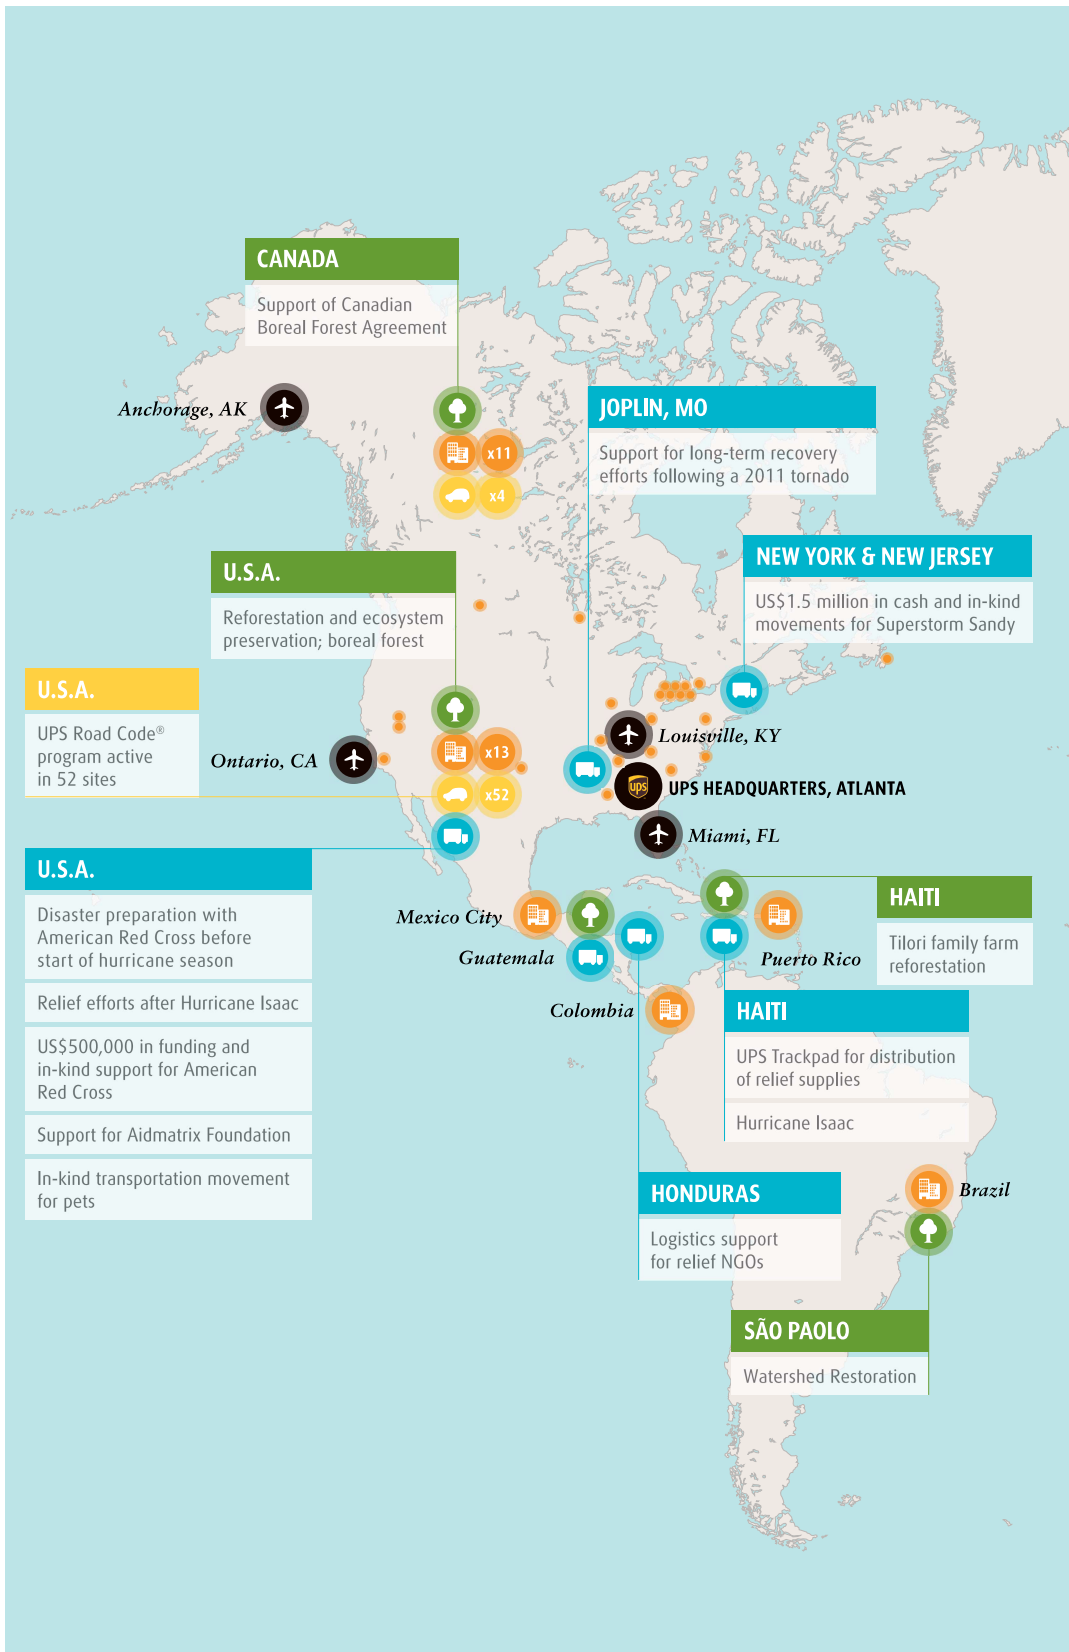 CANADA
Support of Canadian
Boreal Forest Agreement
Anchorage, AK
x11
x4
JOPLIN, MO
Support for long-term recovery
efforts following a 2011 tornado
NEW YORK & NEW JERSEY
US$1.5 million in cash and in-kind
movements for Superstorm Sandy
U.S.A.
Reforestation and ecosystem
preservation; boreal forest
U.S.A.
UPS Road Code®
program active
in 52 sites
Ontario, CA
x13
x52
Louisville, KY
ups
UPS HEADQUARTERS, ATLANTA
Miami, FL
U.S.A.
Disaster preparation with
American Red Cross before
start of hurricane season
Relief efforts after Hurricane Isaac
US$500,000 in funding and
in-kind support for American
Red Cross
Support for Aidmatrix Foundation
In-kind transportation movement
for pets
Mexico City
Guatemala
Colombia
Puerto Rico
HAITI
Tilori family farm
reforestation
HAITI
UPS Trackpad for distribution
of relief supplies
Hurricane Isaac
HONDURAS
Logistics support
for relief NGOs
Brazil
SÃO PAOLO
Watershed Restoration